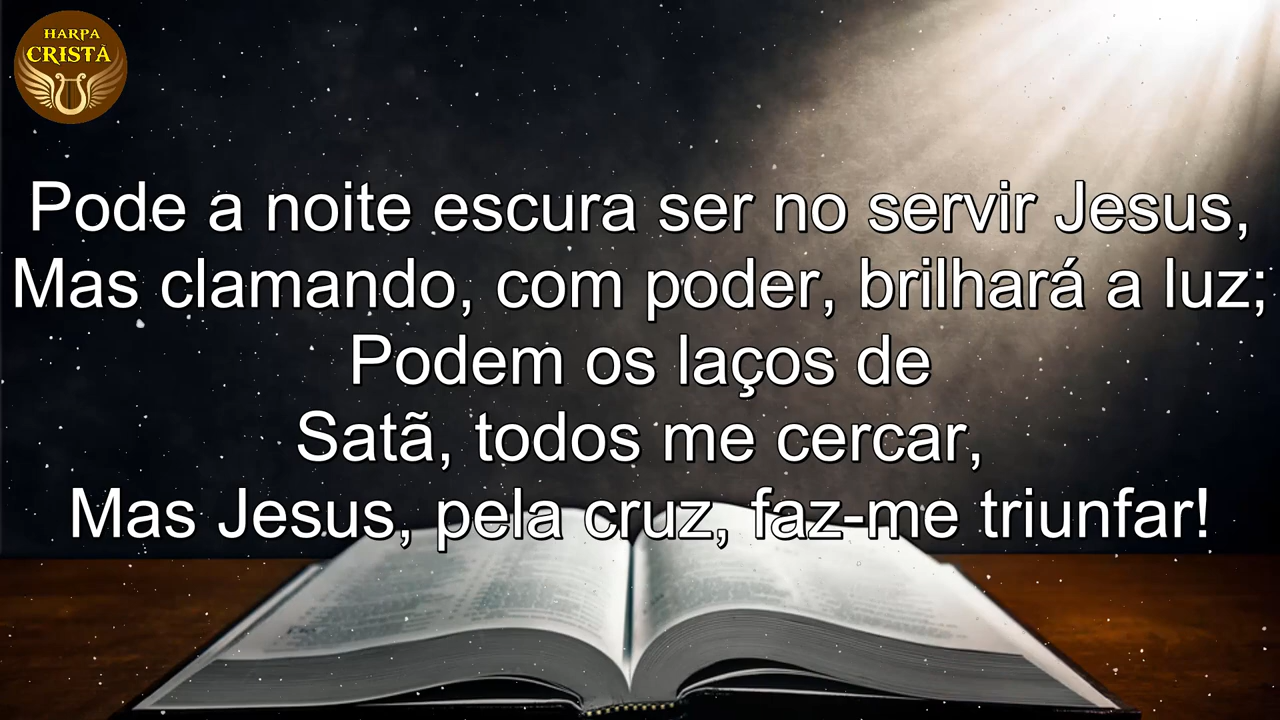 HARPA
CRISTÃ
Pode a noite escura ser no servir Jesus,
Mas clamando, com poder, brilhará a luz;
Podem os laços de
Satã, todos me cercar,
Mas Jesus, pela cruz, faz-me triunfar!